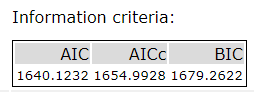 Information criteria:
AIC AICc BIC
1640.1232 1654.9928 1679.2622